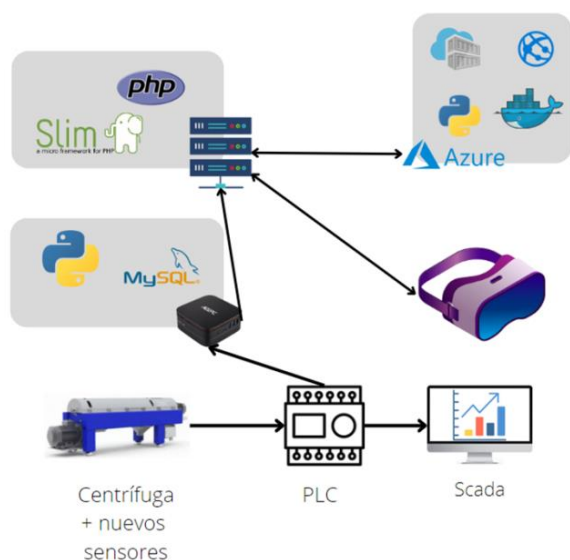 php
Slim
a micro framework for PHP
Azure
MySQL
Centrífuga
+ nuevos
sensores
PLC
Scada